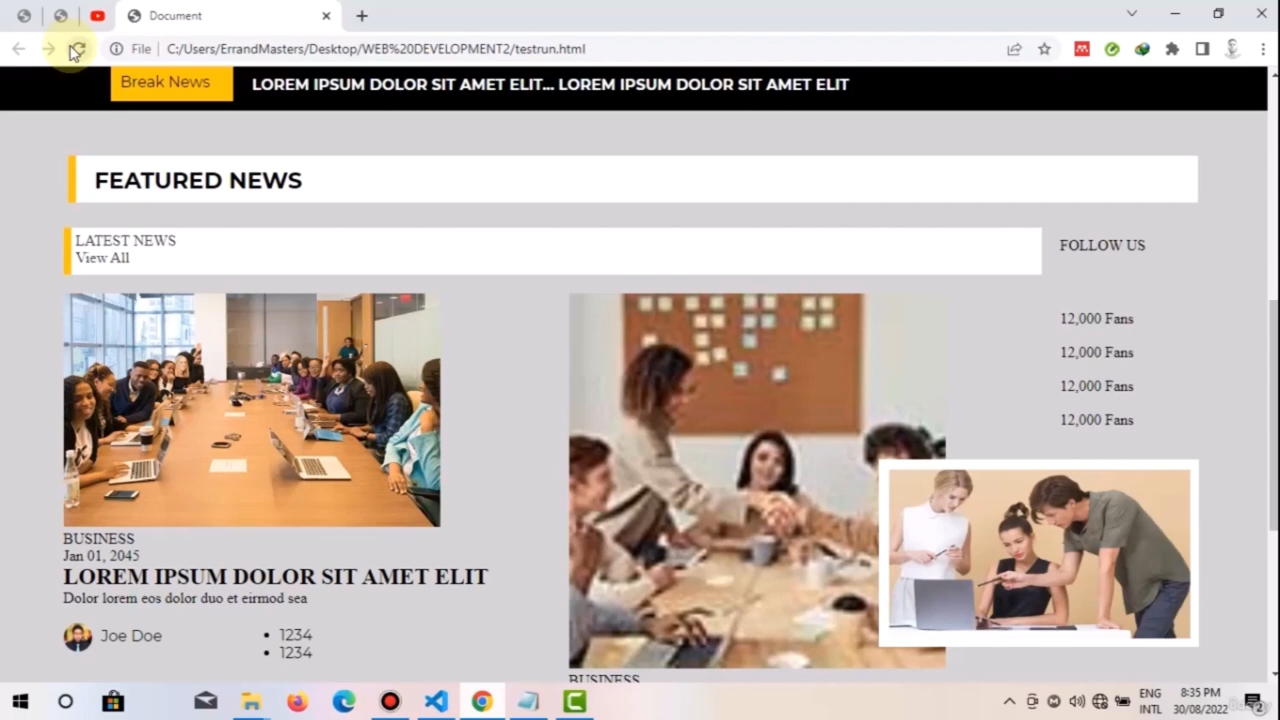 Document
File
C:/Users/ErrandMasters/Desktop/WEB%20DEVELOPMENT2/testrun.html
Break News
LOREM IPSUM DOLOR SIT AMET ELIT... LOREM IPSUM DOLOR SIT AMET ELIT
FEATURED NEWS
LATEST NEWS
View All
FOLLOW US
12,000 Fans
12,000 Fans
12,000 Fans
12,000 Fans
BUSINESS
Jan 01, 2045
LOREM IPSUM DOLOR SIT AMET ELIT
Dolor lorem eos dolor duo et eirmod sea
Joe Doe
1234
1234
BUSINESS
ENG
INTL
8:35 PM
30/08/2022
2